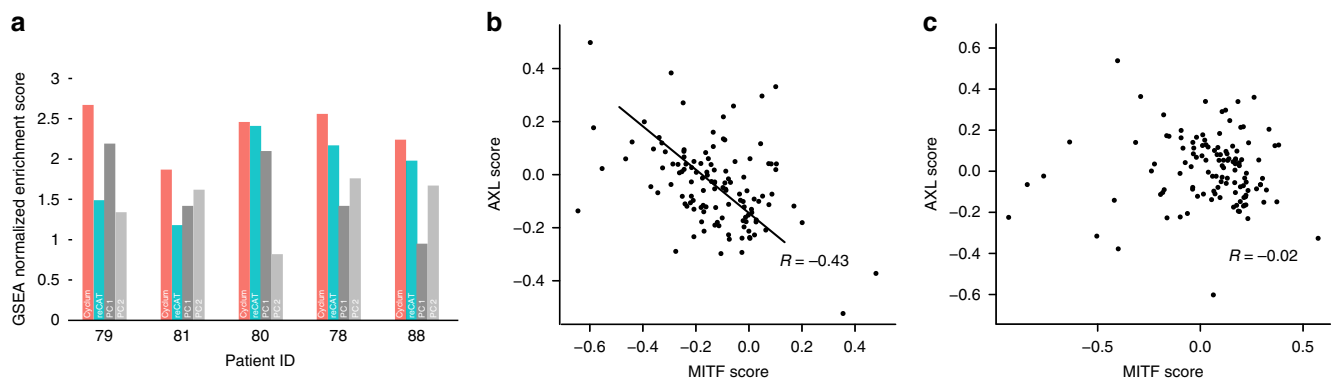 a
GSEA normalized enrichment score
3
2.5
2
1.5
1
0.5
0
Cyclum
reCAT
PC 1
PC 2
Cyclum
reCAT
PC 1
PC 2
Cyclum
reCAT
PC 1
PC 2
Cyclum
reCAT
PC 1
PC 2
Cyclum
reCAT
PC 1
PC 2
79 81 80 78 88
Patient ID
b
AXL score
0.4
0.2
0.0
−0.2
−0.4
R = −0.43
−0.6 −0.4 −0.2 0.0 0.2 0.4
MITF score
c
AXL score
0.6
0.4
0.2
0.0
−0.2
−0.4
−0.6
R = −0.02
−0.5 0.0 0.5
MITF score